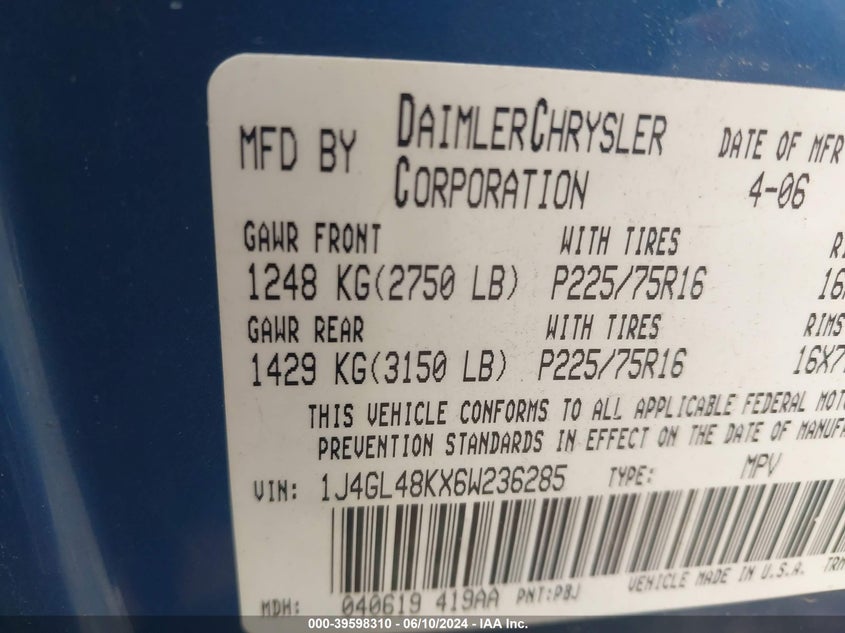 MFD BY DAIMLERCHRYSLER CORPORATION DATE OF MFR 4-06
GAWR FRONT WITH TIRES
1248 KG(2750 LB) P225/75R16
GAWR REAR WITH TIRES RIMS
1429 KG(3150 LB) P225/75R16
THIS VEHICLE CONFORMS TO ALL APPLICABLE FEDERAL
PREVENTION STANDARDS IN EFFECT ON THE DATE OF
VIN: 1J4GL48KX6W236285 TYPE: MPV
VEHICLE MADE IN U.S.A.
MDH: 040619 419AA PNT:PBJ
000-39598310 - 06/10/2024 - IAA Inc.